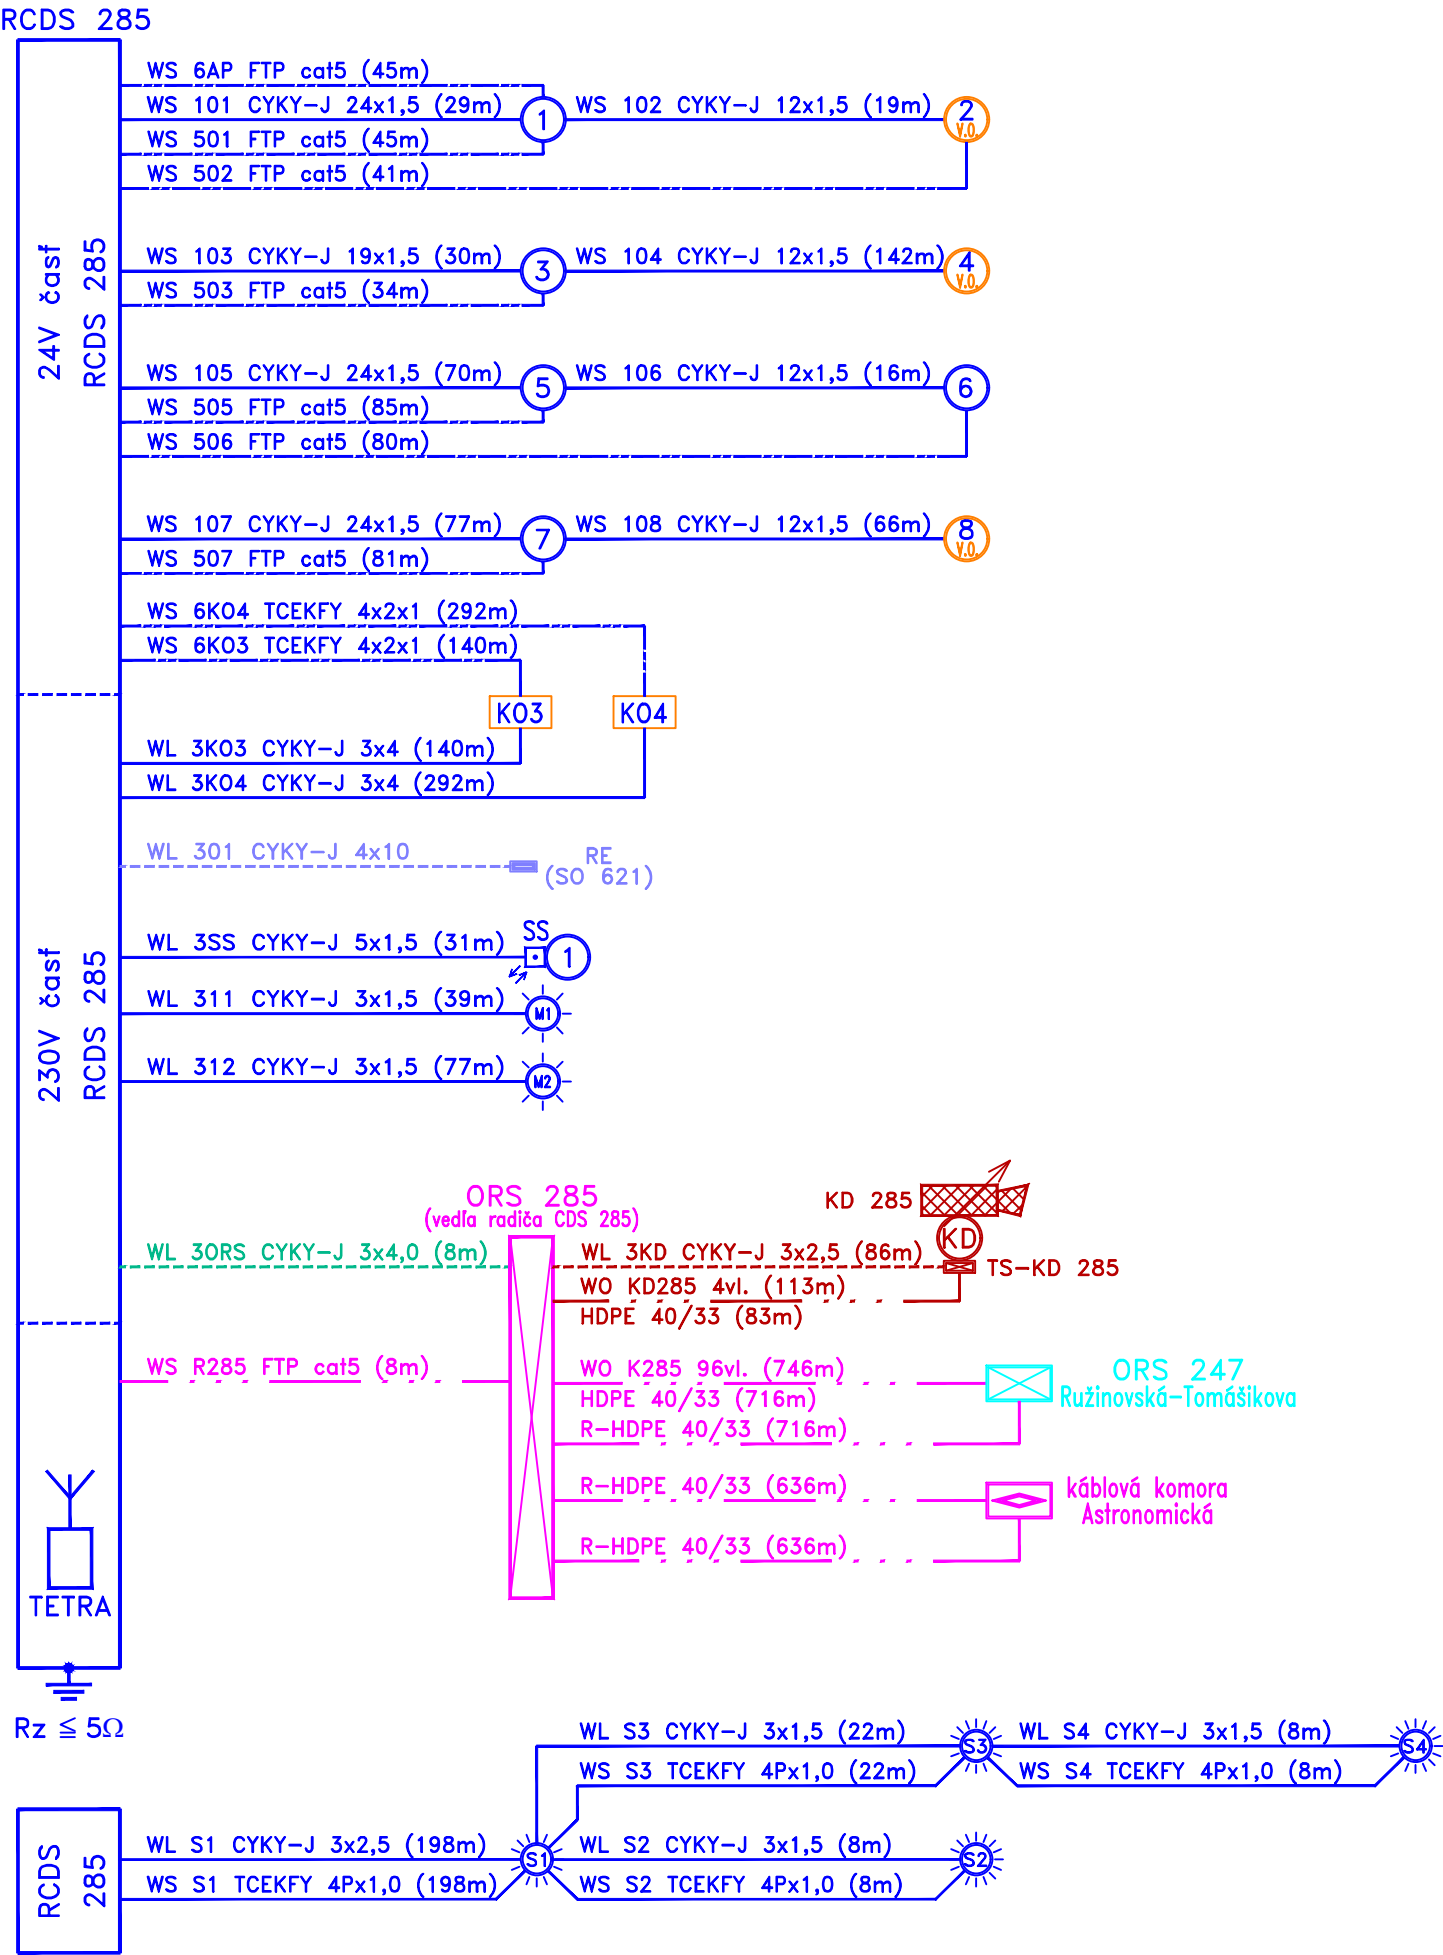 RCDS 285
WS 6AP FTP cat5 (45m)
WS 101 CYKY-J 24x1,5 (29m)
1
WS 102 CYKY-J 12x1,5 (19m)
2
V.O.
WS 501 FTP cat5 (45m)
WS 502 FTP cat5 (41m)
24V časť
RCDS 285
WS 103 CYKY-J 19x1,5 (30m)
3
WS 104 CYKY-J 12x1,5 (142m)
4
V.O.
WS 503 FTP cat5 (34m)
WS 105 CYKY-J 24x1,5 (70m)
5
WS 106 CYKY-J 12x1,5 (16m)
6
WS 505 FTP cat5 (85m)
WS 506 FTP cat5 (80m)
WS 107 CYKY-J 24x1,5 (77m)
7
WS 108 CYKY-J 12x1,5 (66m)
8
V.O.
WS 507 FTP cat5 (81m)
WS 6KO4 TCEKFY 4x2x1 (292m)
WS 6KO3 TCEKFY 4x2x1 (140m)
KO3
KO4
WL 3KO3 CYKY-J 3x4 (140m)
WL 3KO4 CYKY-J 3x4 (292m)
WL 301 CYKY-J 4x10
RE
(SO 621)
230V časť
RCDS 285
WL 3SS CYKY-J 5x1,5 (31m)
SS
1
WL 311 CYKY-J 3x1,5 (39m)
M1
WL 312 CYKY-J 3x1,5 (77m)
M2
ORS 285
(vedľa radiča CDS 285)
KD 285
KD
WL 3ORS CYKY-J 3x4,0 (8m)
WL 3KD CYKY-J 3x2,5 (86m)
TS-KD 285
WO KD285 4vl. (113m)
HDPE 40/33 (83m)
WS R285 FTP cat5 (8m)
WO K285 96vl. (746m)
HDPE 40/33 (716m)
ORS 247
Ružinovská-Tomášikova
R-HDPE 40/33 (716m)
R-HDPE 40/33 (636m)
káblová komora
Astronomická
R-HDPE 40/33 (636m)
TETRA
Rz ≦ 5Ω
WL S3 CYKY-J 3x1,5 (22m)
S3
WL S4 CYKY-J 3x1,5 (8m)
S4
WS S3 TCEKFY 4Px1,0 (22m)
WS S4 TCEKFY 4Px1,0 (8m)
RCDS
285
WL S1 CYKY-J 3x2,5 (198m)
S1
WL S2 CYKY-J 3x1,5 (8m)
S2
WS S1 TCEKFY 4Px1,0 (198m)
WS S2 TCEKFY 4Px1,0 (8m)